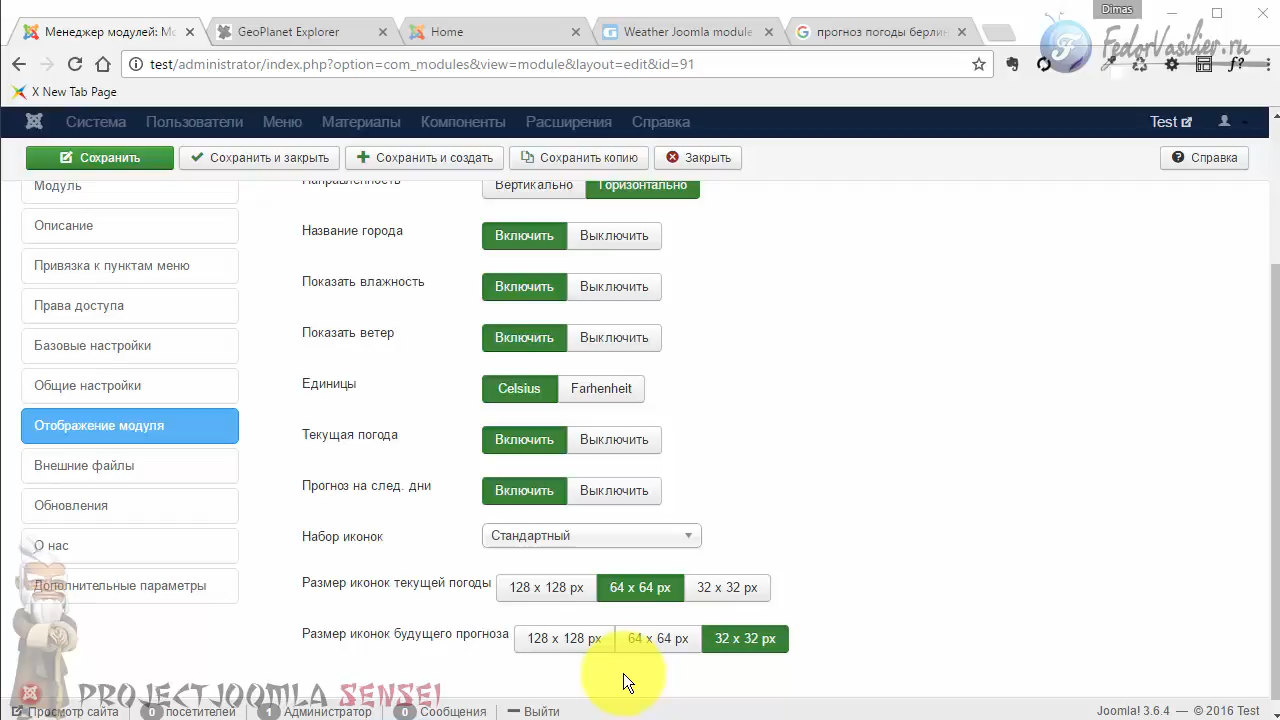 Dimas
Менеджер модулей: Мо
GeoPlanet Explorer
Home
Weather Joomla module
прогноз погоды берлин
FedorVasilier.ru
test/administrator/index.php?option=com_modules&view=module&layout=edit&id=91
X New Tab Page
Система Пользователи Меню Материалы Компоненты Расширения Справка Test
Сохранить Сохранить и закрыть Сохранить и создать Сохранить копию Закрыть Справка
Модуль
Направленность Вертикально Горизонтально
Описание
Название города Включить Выключить
Привязка к пунктам меню
Показать влажность Включить Выключить
Права доступа
Показать ветер Включить Выключить
Базовые настройки
Общие настройки
Единицы Celsius Farhenheit
Отображение модуля
Текущая погода Включить Выключить
Внешние файлы
Прогноз на след. дни Включить Выключить
Обновления
Набор иконок Стандартный
О нас
Дополнительные параметры
Размер иконок текущей погоды 128 x 128 px 64 x 64 px 32 x 32 px
Размер иконок будущего прогноза 128 x 128 px 64 x 64 px 32 x 32 px
PROJECTJOOMLA SENSEI
Просмотр сайта 0 посетителей 1 Администратор 0 Сообщения Выйти Joomla! 3.6.4 — © 2016 Test